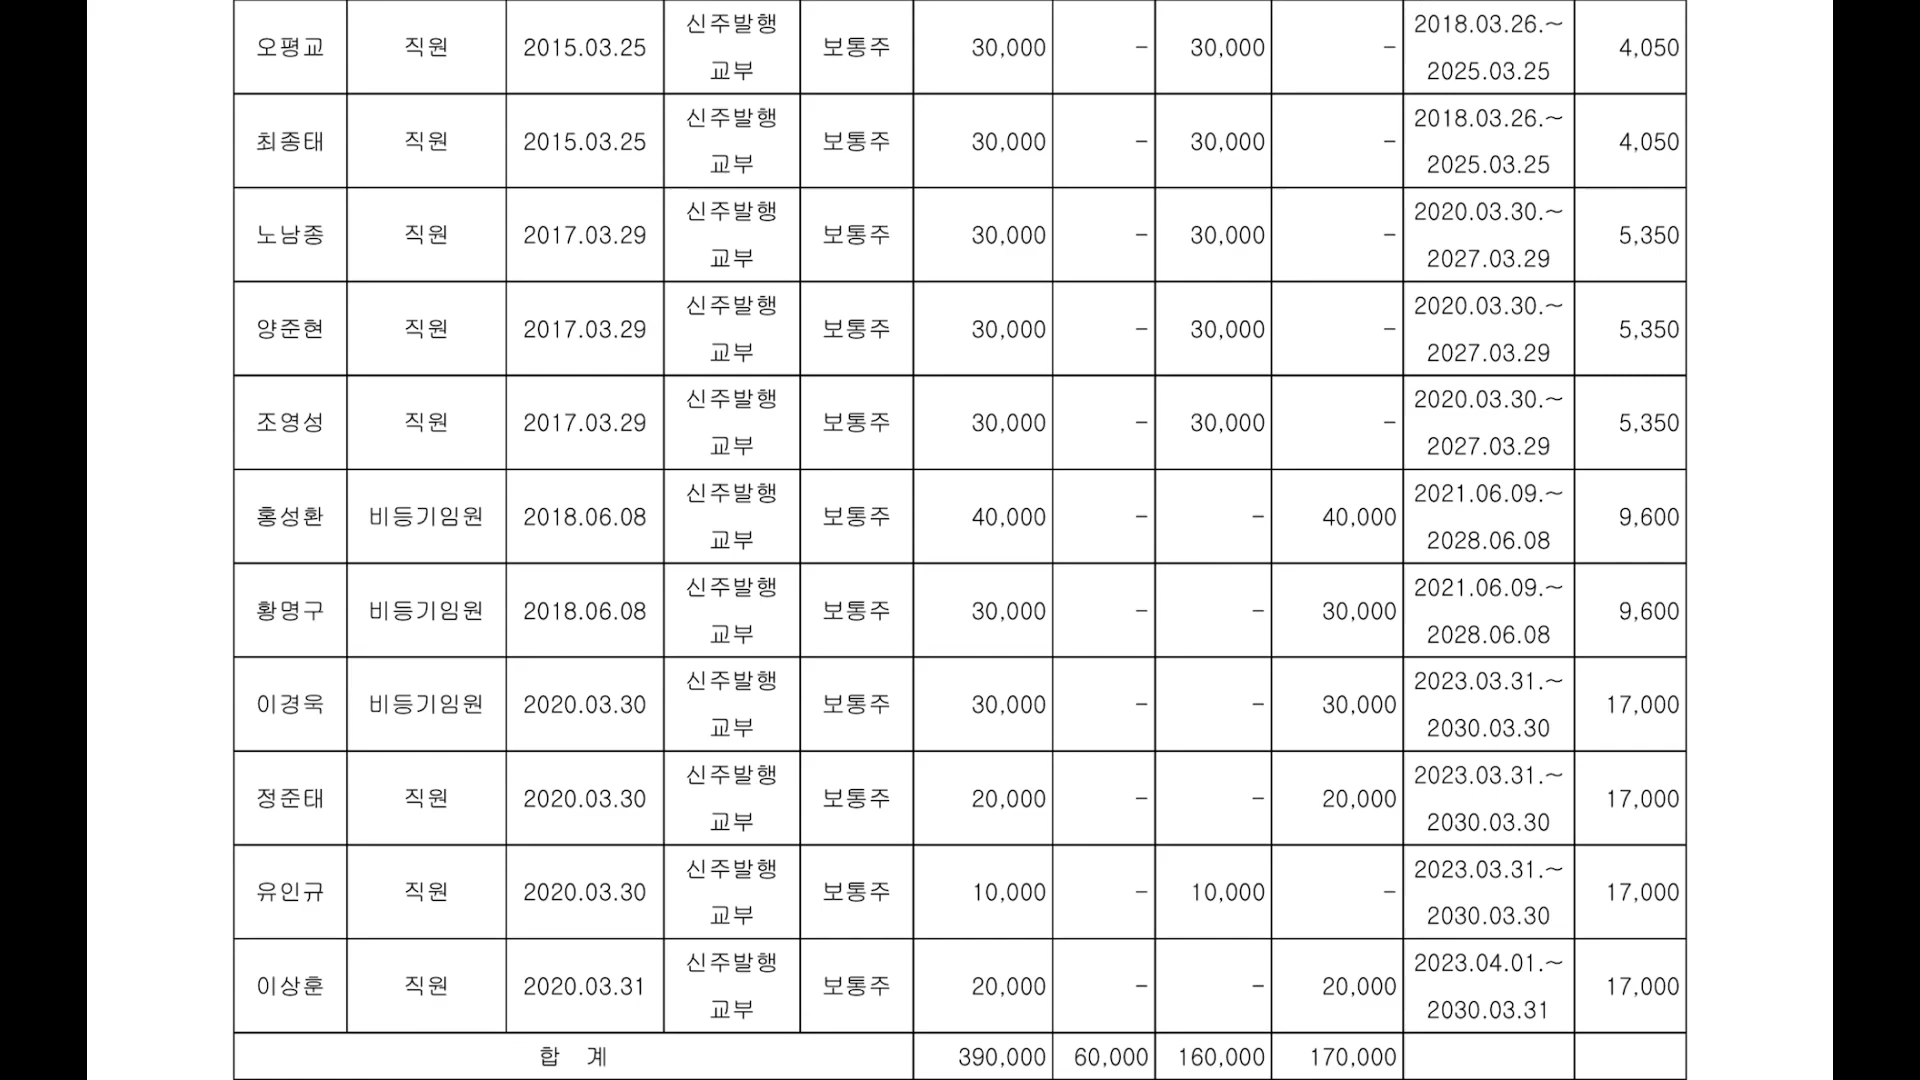 오평교 직원 2015.03.25 신주발행 교부 보통주 30,000 – 30,000 – 2018.03.26.~ 2025.03.25 4,050
최종태 직원 2015.03.25 신주발행 교부 보통주 30,000 – 30,000 – 2018.03.26.~ 2025.03.25 4,050
노남종 직원 2017.03.29 신주발행 교부 보통주 30,000 – 30,000 – 2020.03.30.~ 2027.03.29 5,350
양준현 직원 2017.03.29 신주발행 교부 보통주 30,000 – 30,000 – 2020.03.30.~ 2027.03.29 5,350
조영성 직원 2017.03.29 신주발행 교부 보통주 30,000 – 30,000 – 2020.03.30.~ 2027.03.29 5,350
홍성환 비등기임원 2018.06.08 신주발행 교부 보통주 40,000 – – 40,000 2021.06.09.~ 2028.06.08 9,600
황명구 비등기임원 2018.06.08 신주발행 교부 보통주 30,000 – – 30,000 2021.06.09.~ 2028.06.08 9,600
이경욱 비등기임원 2020.03.30 신주발행 교부 보통주 30,000 – – 30,000 2023.03.31.~ 2030.03.30 17,000
정준태 직원 2020.03.30 신주발행 교부 보통주 20,000 – – 20,000 2023.03.31.~ 2030.03.30 17,000
유인규 직원 2020.03.30 신주발행 교부 보통주 10,000 – 10,000 – 2023.03.31.~ 2030.03.30 17,000
이상훈 직원 2020.03.31 신주발행 교부 보통주 20,000 – – 20,000 2023.04.01.~ 2030.03.31 17,000
합 계 390,000 60,000 160,000 170,000